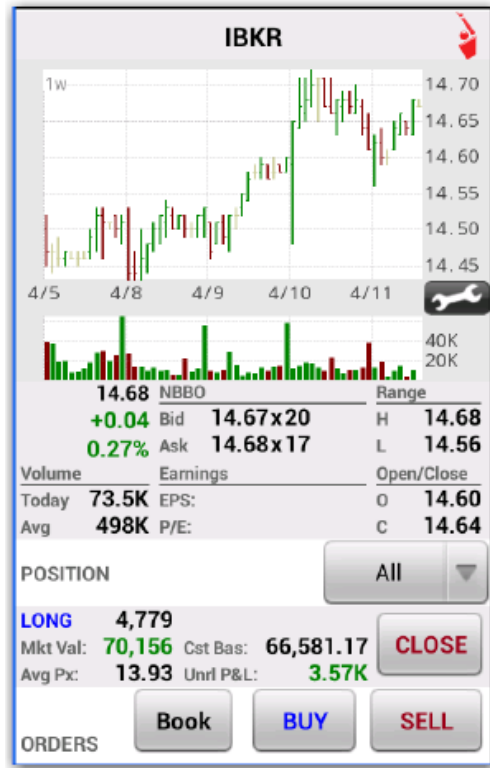 IBKR
1w
14.70
14.65
14.60
14.55
14.50
14.45
4/5 4/8 4/9 4/10 4/11
40K
20K
14.68 NBBO Range
+0.04 Bid 14.67x20 H 14.68
0.27% Ask 14.68x17 L 14.56
Volume Earnings Open/Close
Today 73.5K EPS: O 14.60
Avg 498K P/E: C 14.64
POSITION All
LONG 4,779
Mkt Val: 70,156 Cst Bas: 66,581.17 CLOSE
Avg Px: 13.93 Unrl P&L: 3.57K
ORDERS Book BUY SELL